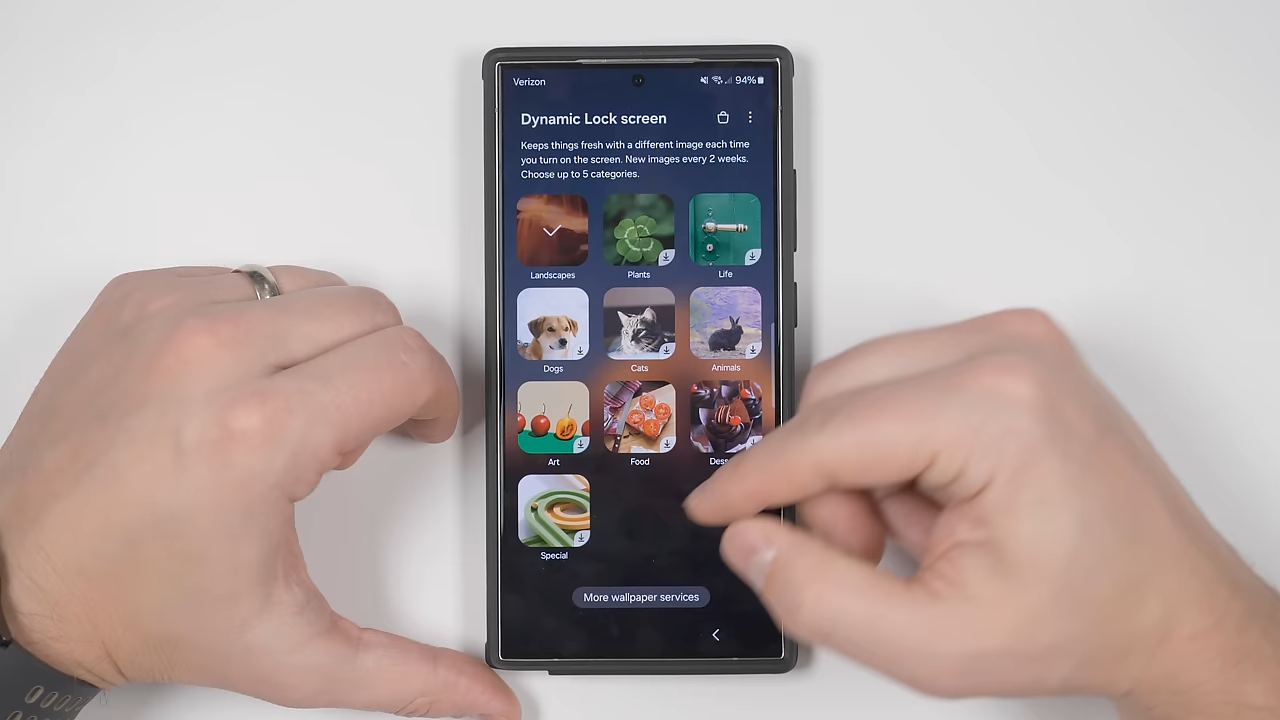 Verizon
94%
Dynamic Lock screen
Keeps things fresh with a different image each time
you turn on the screen. New images every 2 weeks.
Choose up to 5 categories.
Landscapes
Plants
Life
Dogs
Cats
Animals
Art
Food
Special
More wallpaper services